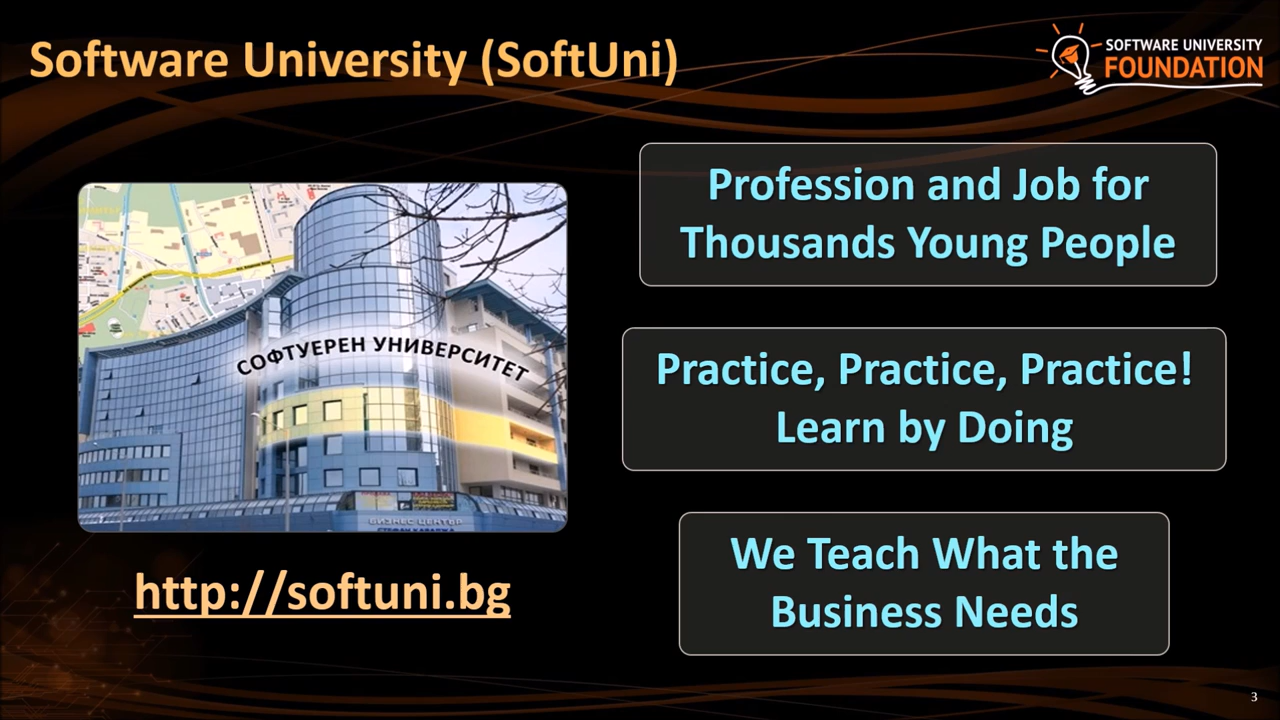 Software University (SoftUni)
SOFTWARE UNIVERSITY
FOUNDATION
Profession and Job for
Thousands Young People
СОФТУЕРЕН УНИВЕРСИТЕТ
БИЗНЕС ЦЕНТЪР
Practice, Practice, Practice!
Learn by Doing
We Teach What the
Business Needs
http://softuni.bg
3